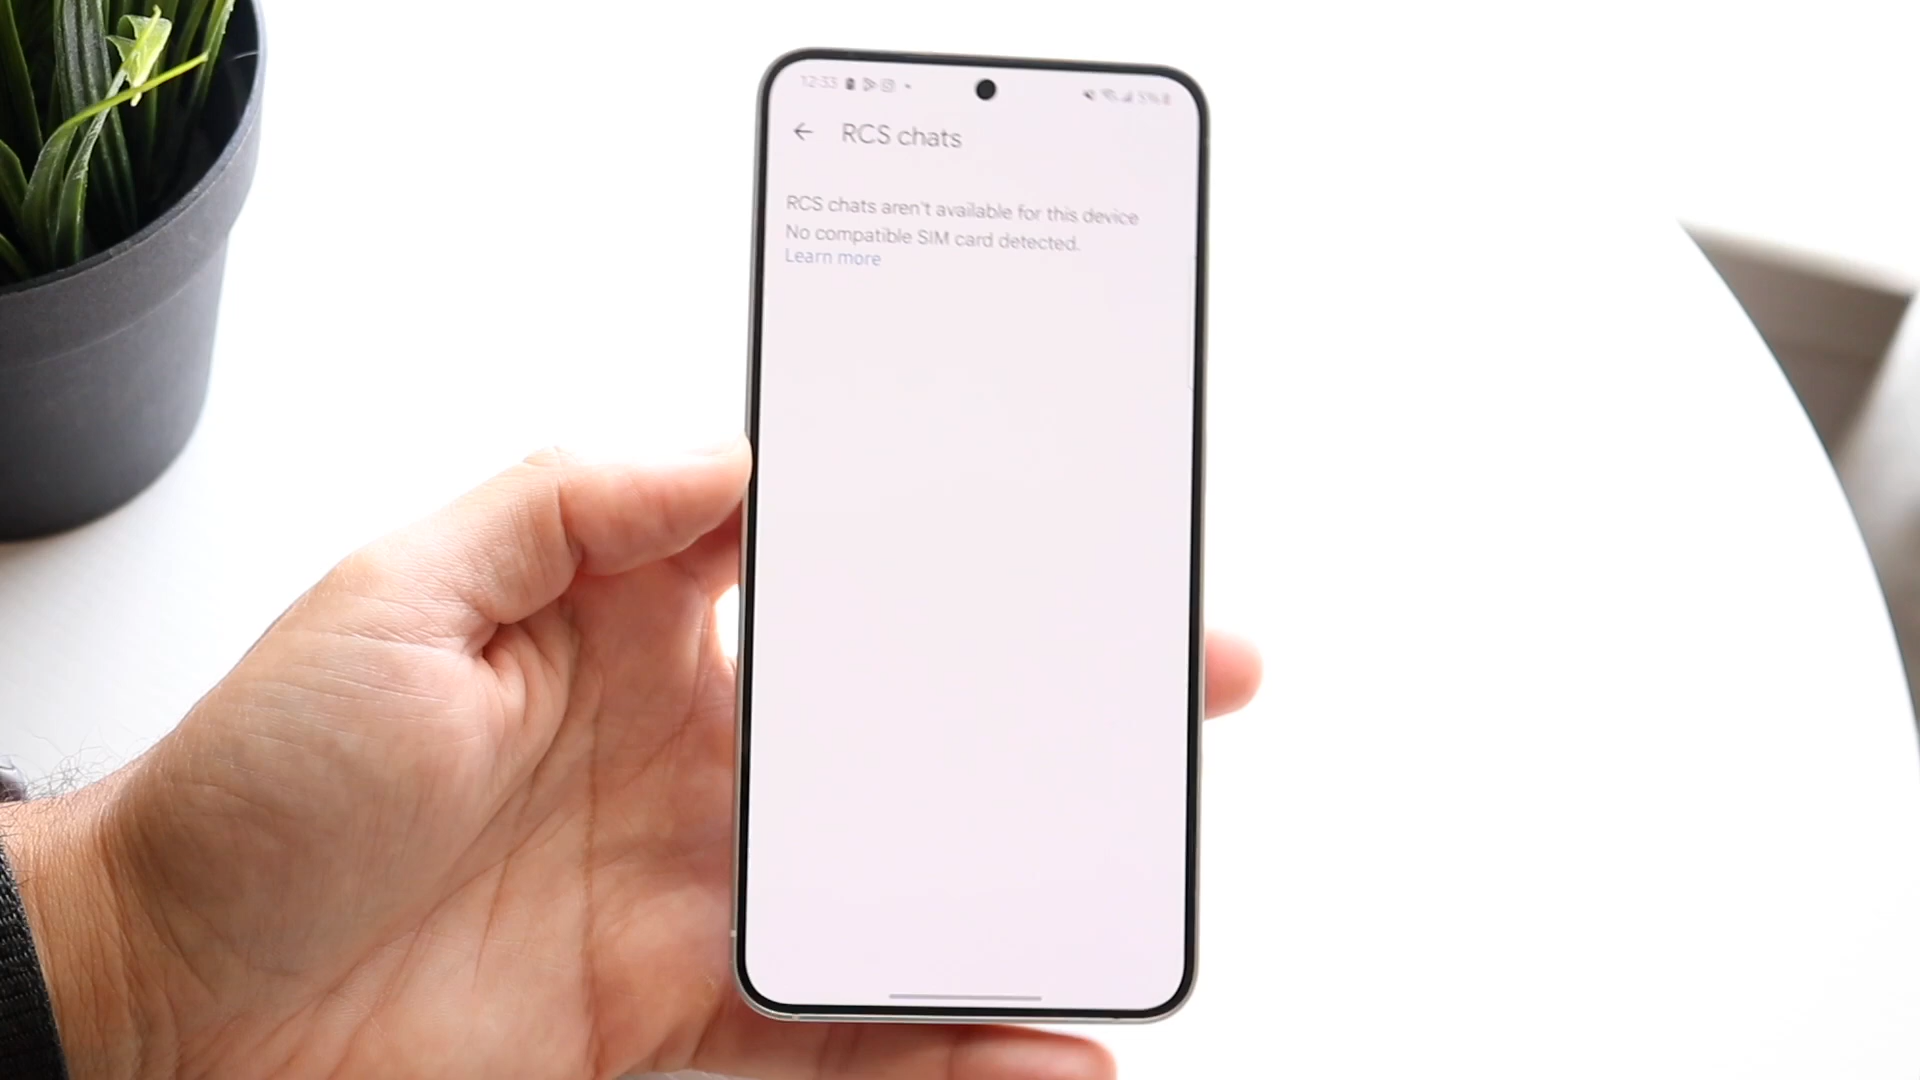 12:33
RCS chats
RCS chats aren't available for this device
No compatible SIM card detected.
Learn more